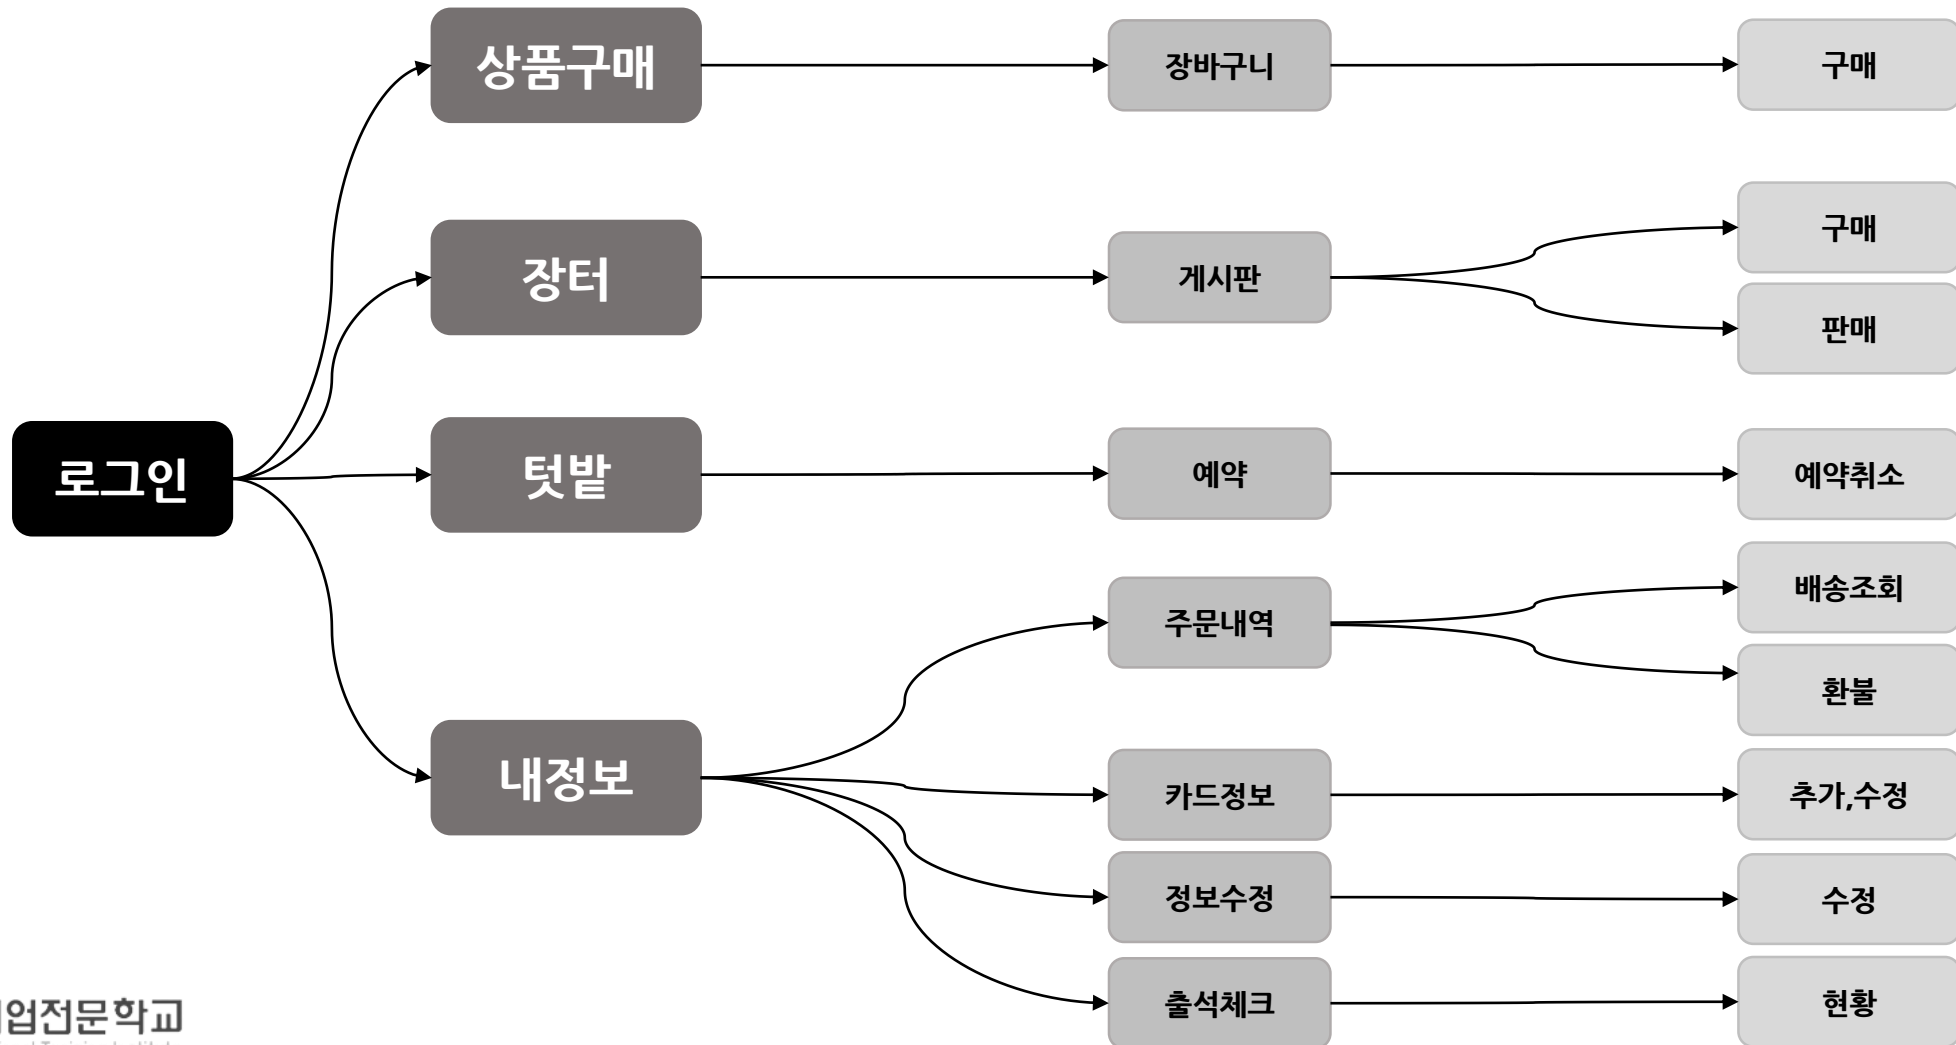 상품구매
장바구니
구매
장터
게시판
구매
판매
로그인
텃밭
예약
예약취소
내정보
주문내역
배송조회
환불
카드정보
추가,수정
정보수정
수정
출석체크
현황
업전문학교